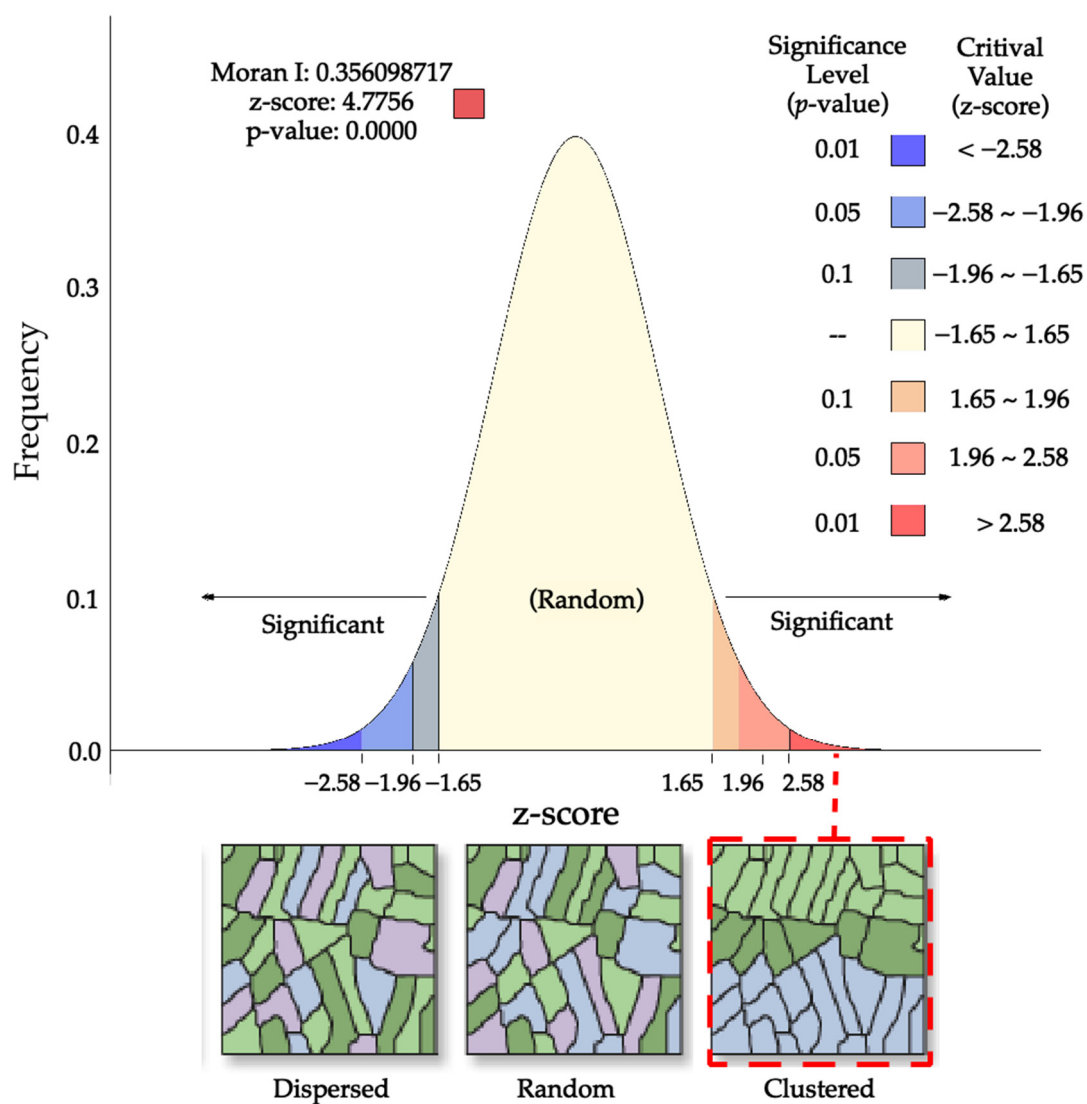 Moran I: 0.356098717
z-score: 4.7756
p-value: 0.0000
Significance
Level
(p-value)
Critival
Value
(z-score)
0.01
< −2.58
0.05
−2.58 ~ −1.96
0.1
−1.96 ~ −1.65
--
−1.65 ~ 1.65
0.1
1.65 ~ 1.96
0.05
1.96 ~ 2.58
0.01
> 2.58
Frequency
0.4
0.3
0.2
0.1
0.0
Significant
(Random)
Significant
−2.58
−1.96
−1.65
1.65
1.96
2.58
z-score
Dispersed
Random
Clustered